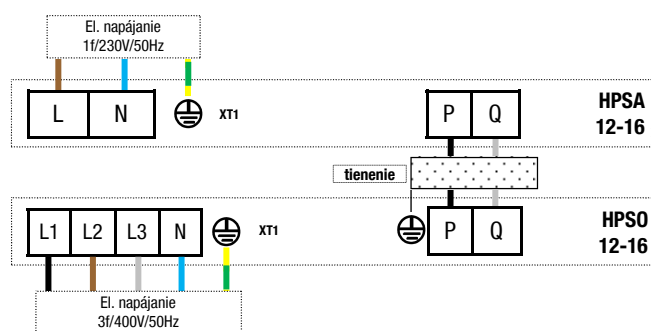 El. napájanie
1f/230V/50Hz
L N XT1 P Q HPSA
12-16
tienenie
L1 L2 L3 N XT1 P Q HPSO
12-16
El. napájanie
3f/400V/50Hz